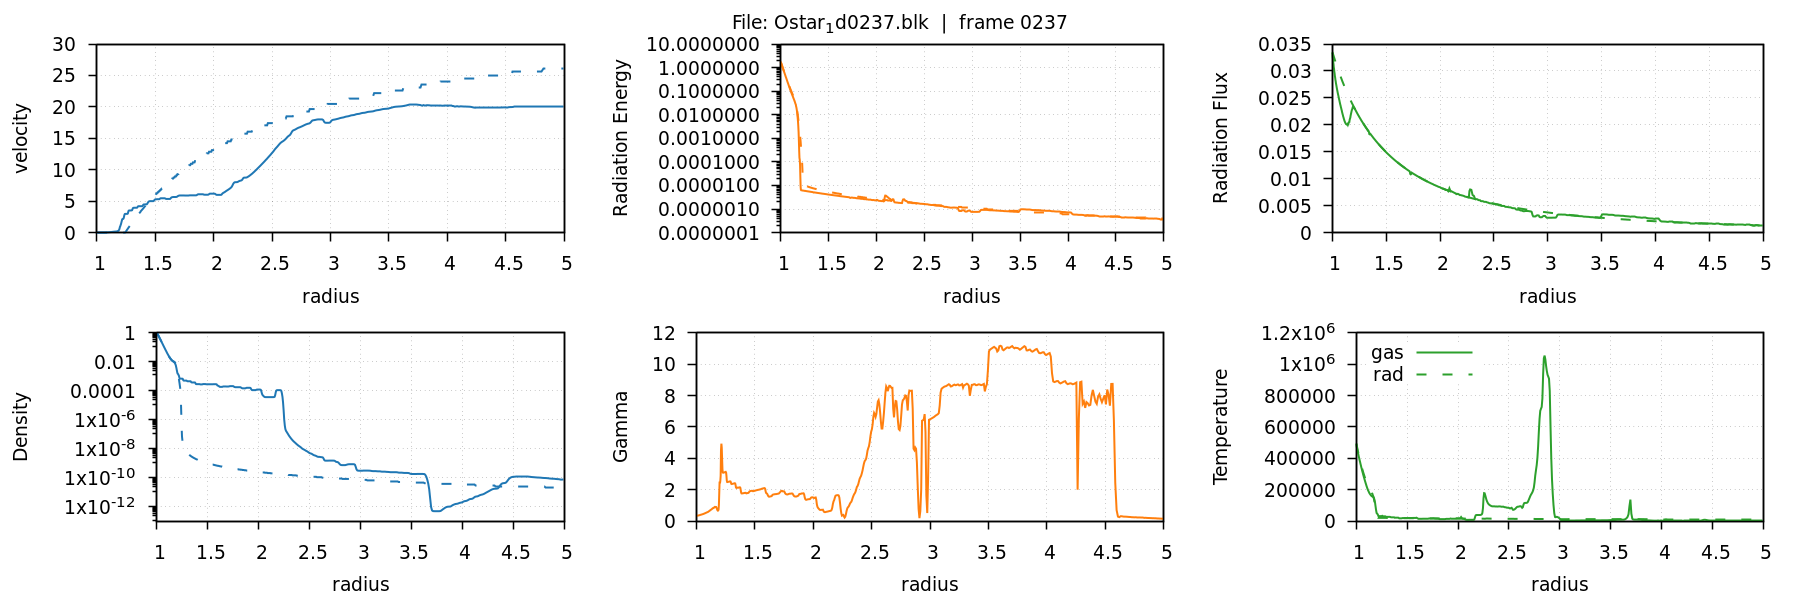 File: Ostar₁d0237.blk | frame 0237
velocity
30
25
20
15
10
5
0
1 1.5 2 2.5 3 3.5 4 4.5 5
radius
Radiation Energy
10.0000000
1.0000000
0.1000000
0.0100000
0.0010000
0.0001000
0.0000100
0.0000010
0.0000001
1 1.5 2 2.5 3 3.5 4 4.5 5
radius
Radiation Flux
0.035
0.03
0.025
0.02
0.015
0.01
0.005
0
1 1.5 2 2.5 3 3.5 4 4.5 5
radius
Density
1
0.01
0.0001
1x10⁻⁶
1x10⁻⁸
1x10⁻¹⁰
1x10⁻¹²
1 1.5 2 2.5 3 3.5 4 4.5 5
radius
Gamma
12
10
8
6
4
2
0
1 1.5 2 2.5 3 3.5 4 4.5 5
radius
Temperature
1.2x10⁶
1x10⁶
800000
600000
400000
200000
0
gas
rad
1 1.5 2 2.5 3 3.5 4 4.5 5
radius